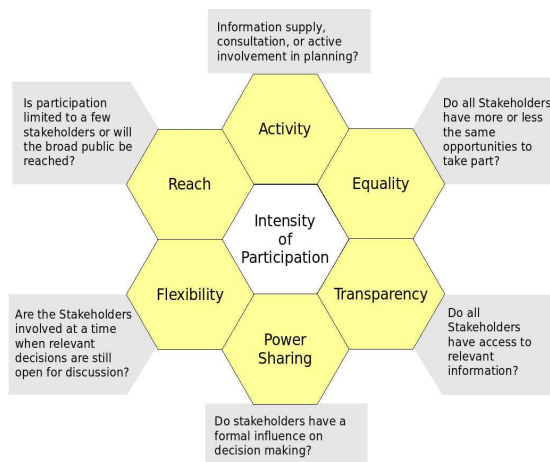 Information supply,
consultation, or active
involvement in planning?
Activity
Is participation
limited to a few
stakeholders or will
the broad public be
reached?
Reach
Do all Stakeholders
have more or less
the same
opportunities to
take part?
Equality
Intensity
of
Participation
Flexibility
Are the Stakeholders
involved at a time
when relevant
decisions are still
open for discussion?
Transparency
Do all
Stakeholders
have access to
relevant
information?
Power
Sharing
Do stakeholders have a
formal influence on
decision making?